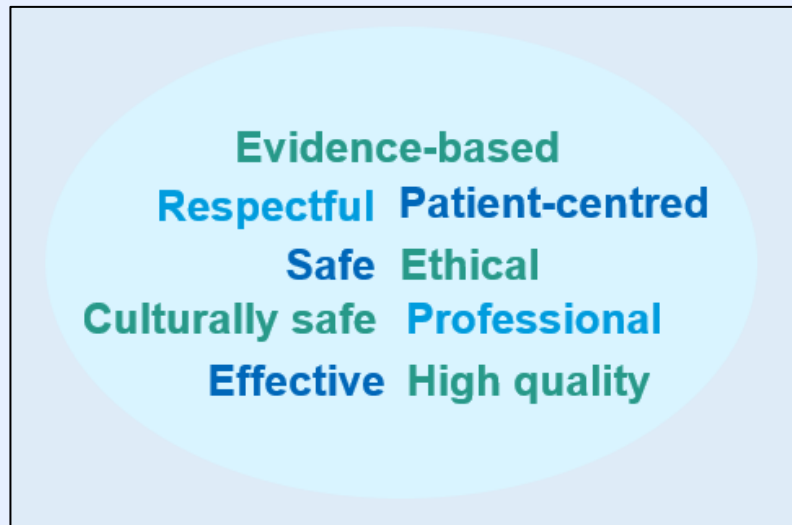 Evidence-based
Respectful Patient-centred
Safe Ethical
Culturally safe Professional
Effective High quality